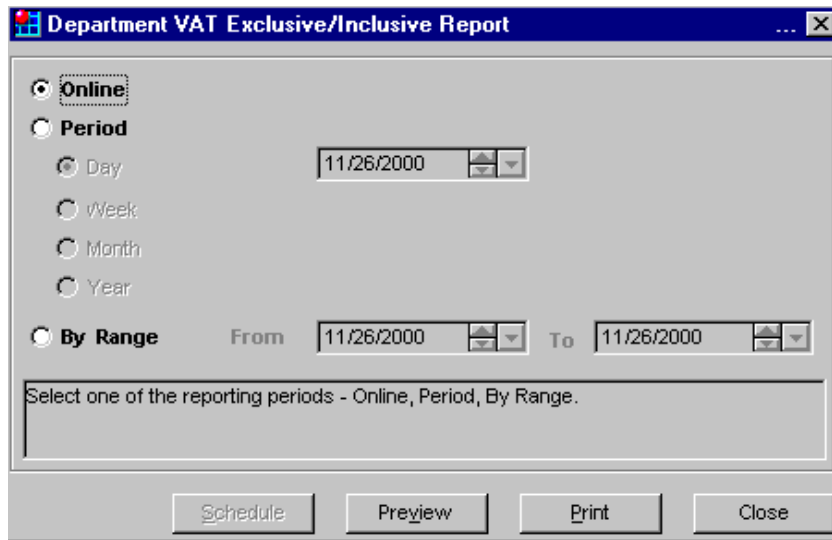 Department VAT Exclusive/Inclusive Report ...
Online
Period
Day 11/26/2000
Week
Month
Year
By Range From 11/26/2000 To 11/26/2000
Select one of the reporting periods - Online, Period, By Range.
Schedule Preview Print Close